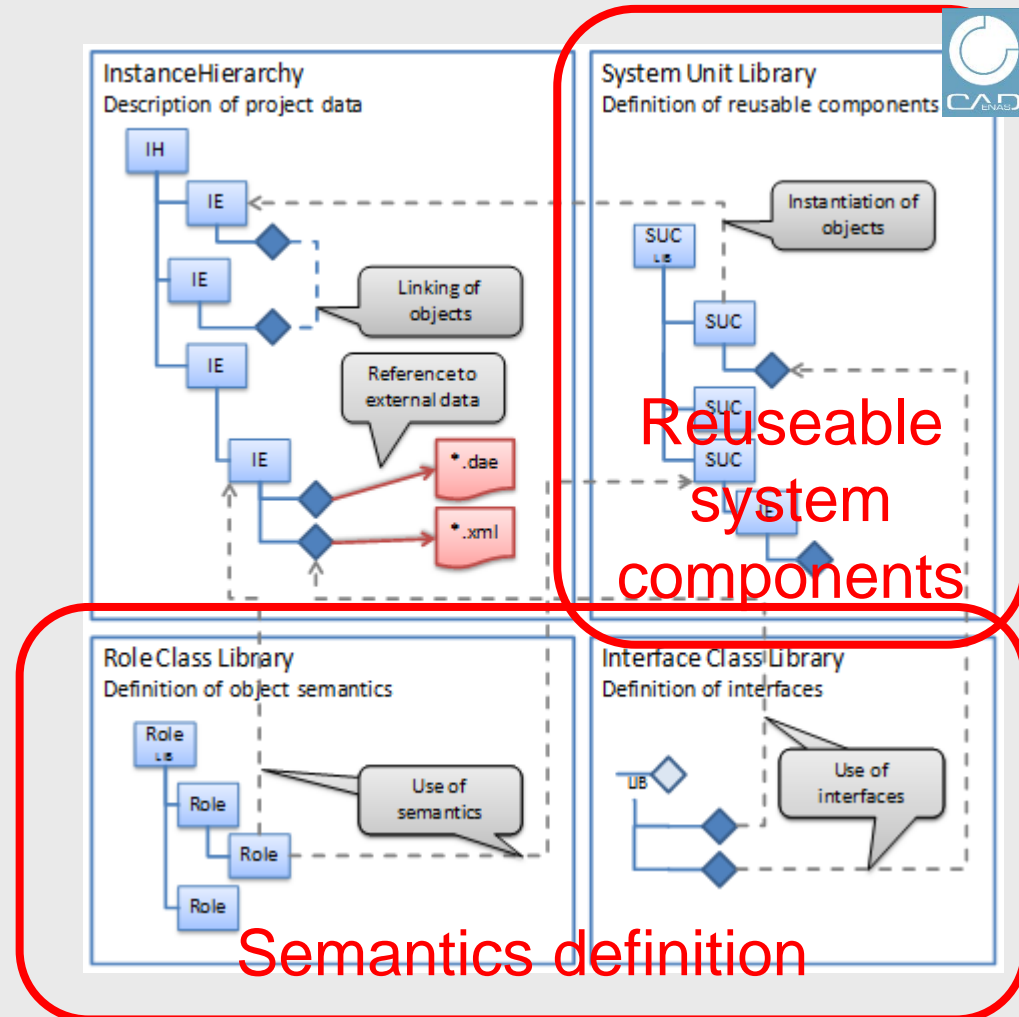 InstanceHierarchy
Description of project data
IH
IE
IE
Linking of
objects
IE
Reference to
external data
IE
*.dae
*.xml
System Unit Library
Definition of reusable components
CAD
ENAS
Instantiation of
objects
SUC
LIB
SUC
SUC
SUC
IE
Reuseable
system
components
Role Class Library
Definition of object semantics
Role
LIB
Role
Role
Role
Use of
semantics
Interface Class Library
Definition of interfaces
LIB
Use of
interfaces
Semantics definition